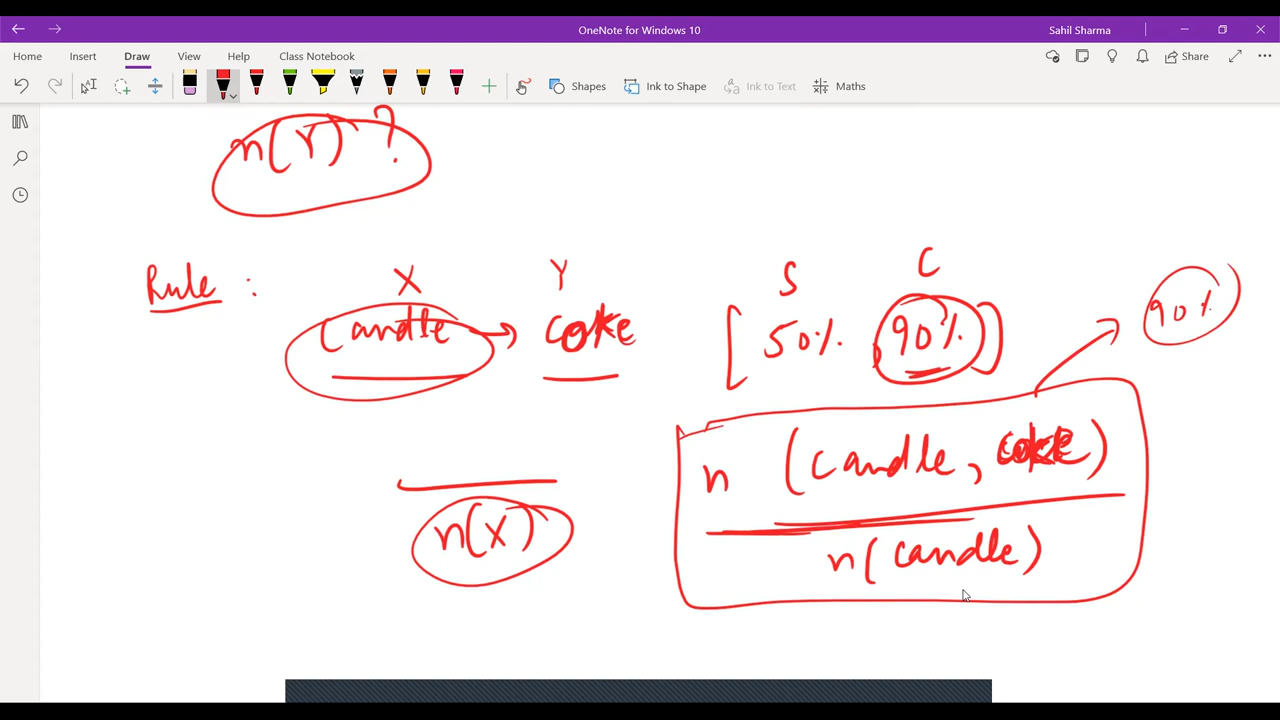 OneNote for Windows 10
Sahil Sharma
Home Insert Draw View Help Class Notebook
Share
Shapes Ink to Shape Ink to Text Maths
n(Y) ?
Rule : X Y S C
Candle → coke [ 50% , 90% ] 90%
n (candle, coke)
n(X) n(candle)